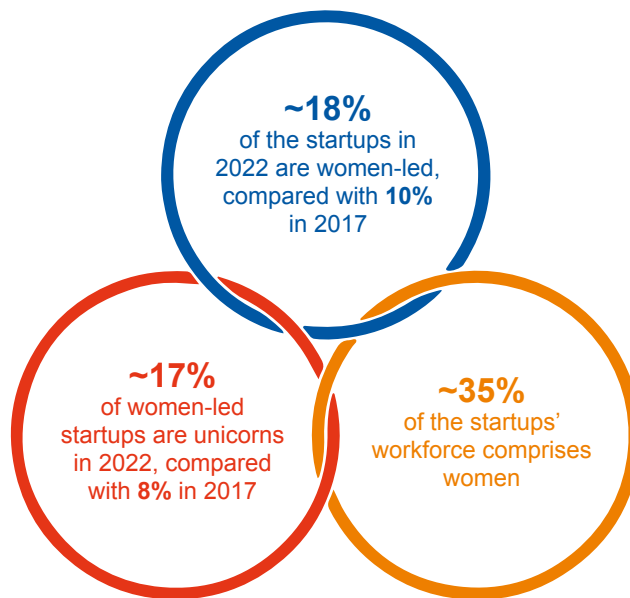 ~18%
of the startups in
2022 are women-led,
compared with 10%
in 2017
~17%
of women-led
startups are unicorns
in 2022, compared
with 8% in 2017
~35%
of the startups’
workforce comprises
women